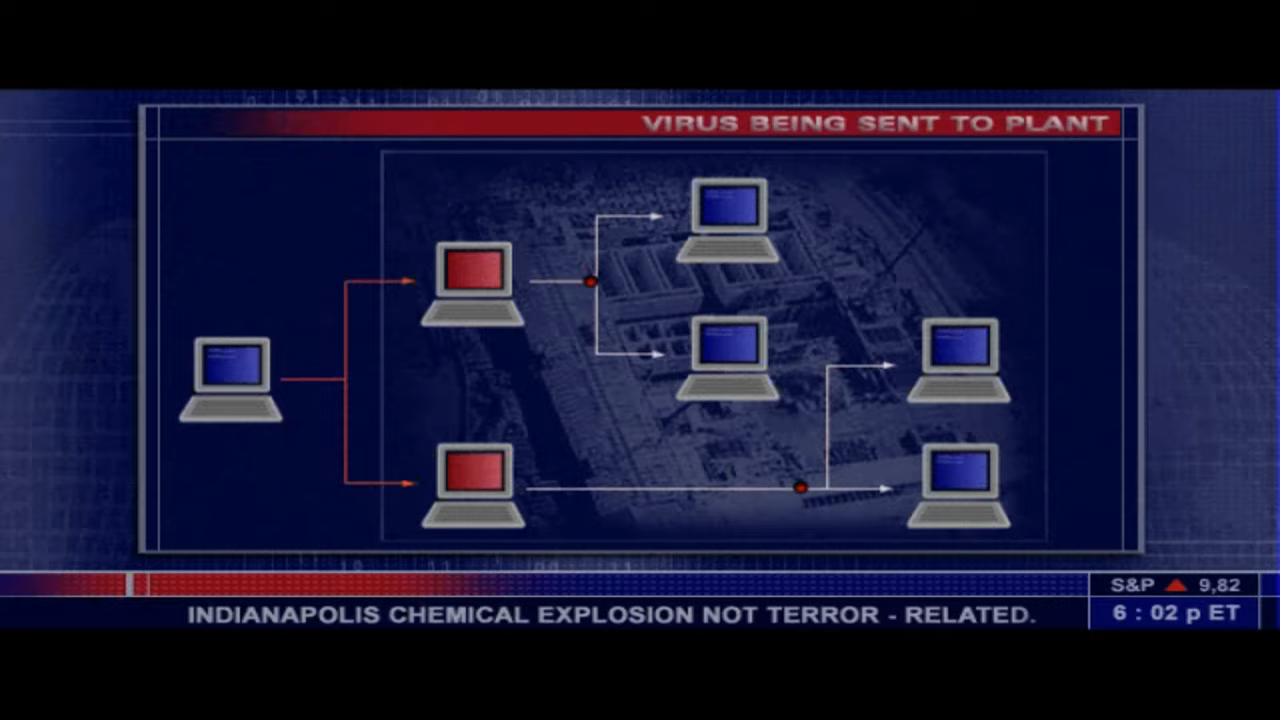 VIRUS BEING SENT TO PLANT
S&P ▲ 9,82
INDIANAPOLIS CHEMICAL EXPLOSION NOT TERROR - RELATED.
6 : 02 p ET